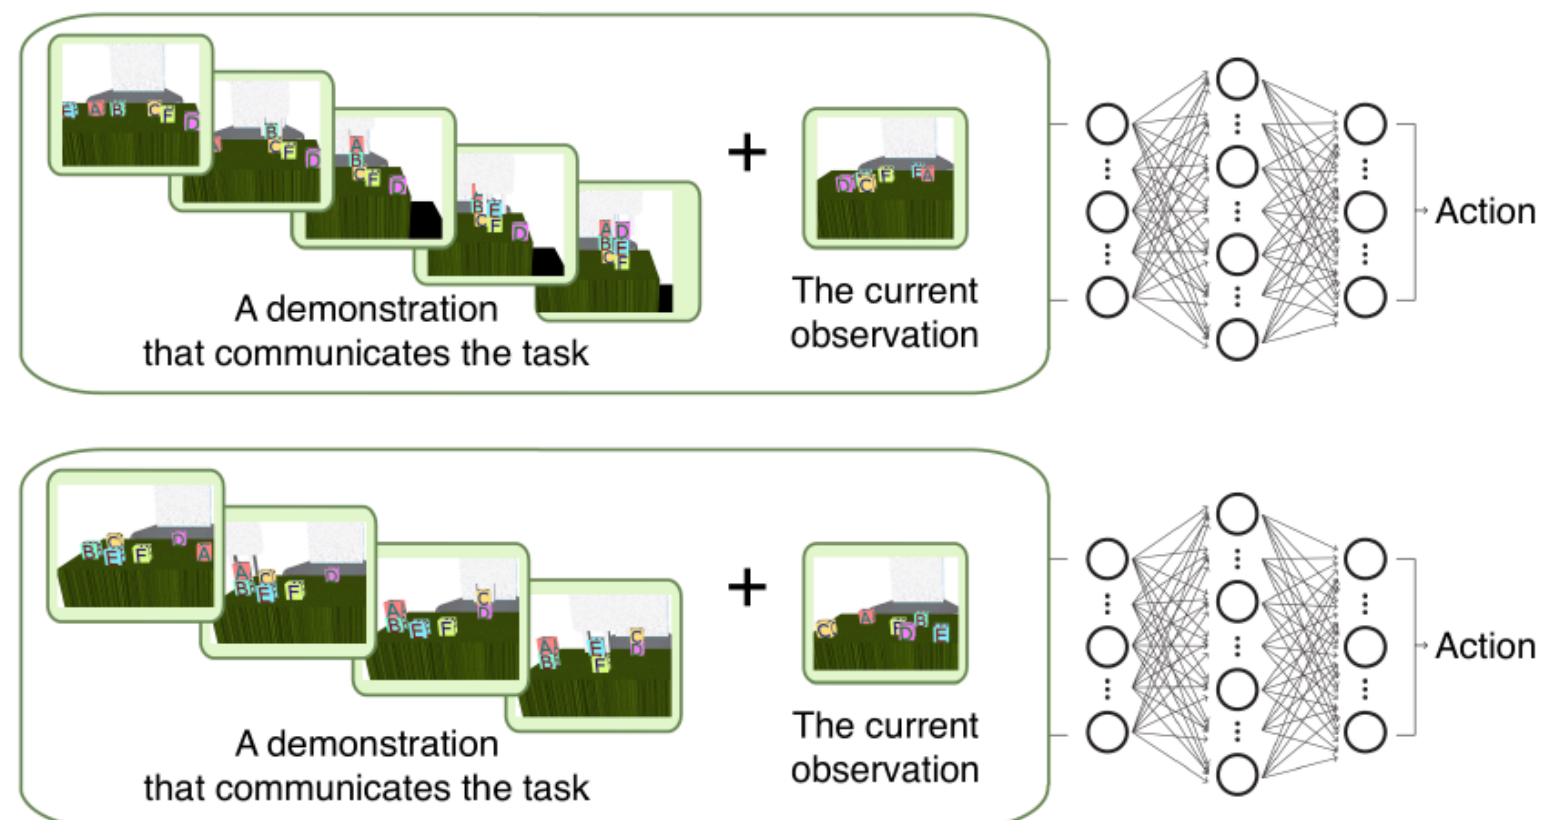 E A B C F D
B C F D
A B C F D
B E C F D
A D B E C F
+
D C F E A
Action
A demonstration
that communicates the task
The current
observation
B C E F D A
A B C E F D
A B E F C D
A B E F C D
+
C A F D B E
Action
A demonstration
that communicates the task
The current
observation